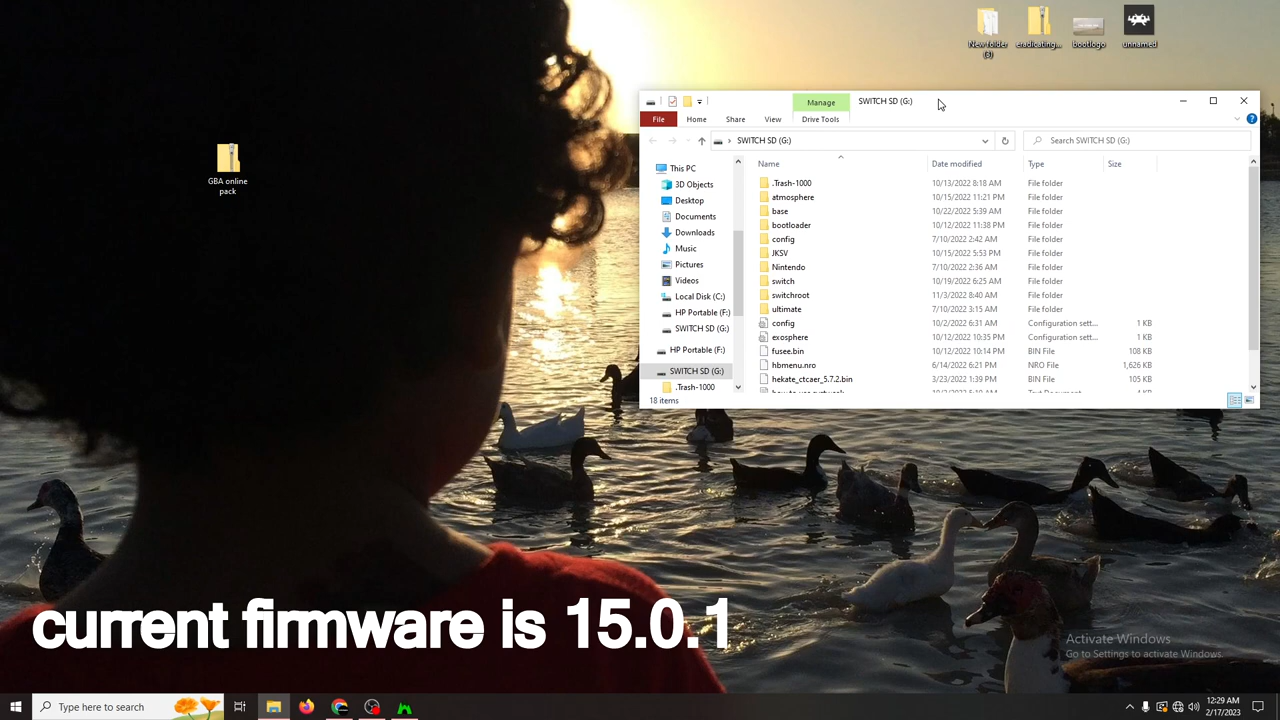 New folder
(3)
eradicating...
bootlogo
unnamed
GBA online
pack
Manage
SWITCH SD (G:)
File
Home
Share
View
Drive Tools
SWITCH SD (G:)
Search SWITCH SD (G:)
This PC
3D Objects
Desktop
Documents
Downloads
Music
Pictures
Videos
Local Disk (C:)
HP Portable (F:)
SWITCH SD (G:)
HP Portable (F:)
SWITCH SD (G:)
.Trash-1000
Name
Date modified
Type
Size
.Trash-1000 10/13/2022 8:18 AM File folder
atmosphere 10/15/2022 11:21 PM File folder
base 10/22/2022 5:39 AM File folder
bootloader 10/12/2022 11:38 PM File folder
config 7/10/2022 2:42 AM File folder
JKSV 10/15/2022 5:53 PM File folder
Nintendo 7/10/2022 2:36 AM File folder
switch 10/19/2022 6:25 AM File folder
switchroot 11/3/2022 8:40 AM File folder
ultimate 7/10/2022 3:15 AM File folder
config 10/2/2022 6:31 AM Configuration sett... 1 KB
exosphere 10/12/2022 10:35 PM Configuration sett... 1 KB
fusee.bin 10/12/2022 10:14 PM BIN File 108 KB
hbmenu.nro 6/14/2022 6:21 PM NRO File 1,626 KB
hekate_ctcaer_5.7.2.bin 3/23/2022 1:39 PM BIN File 105 KB
18 items
current firmware is 15.0.1
Activate Windows
Go to Settings to activate Windows.
Type here to search
12:29 AM
2/17/2023